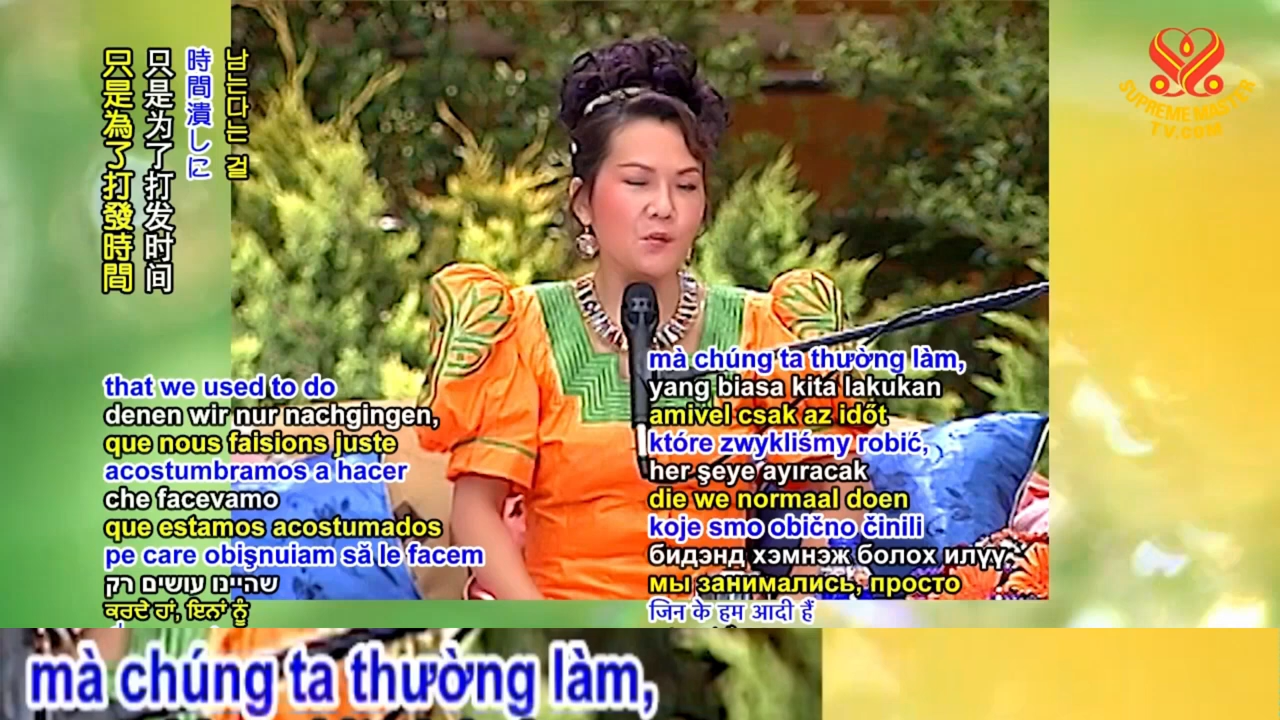 남는다는 걸
時間潰しに
只是为了打发时间
只是為了打發時間
SUPREME MASTER
TV.COM
that we used to do
denen wir nur nachgingen,
que nous faisions juste
acostumbramos a hacer
che facevamo
que estamos acostumados
pe care obişnuiam să le facem
שהיינו עושים רק
ਕਰਦੇ ਹਾਂ, ਇਨਾਂ ਨੂੰ
mà chúng ta thường làm,
yang biasa kita lakukan
amivel csak az időt
które zwykliśmy robić,
her şeye ayıracak
die we normaal doen
koje smo obično činili
бидэнд хэмнэж болох илүү
мы занимались, просто
जिन के हम आदी हैं
mà chúng ta thường làm,